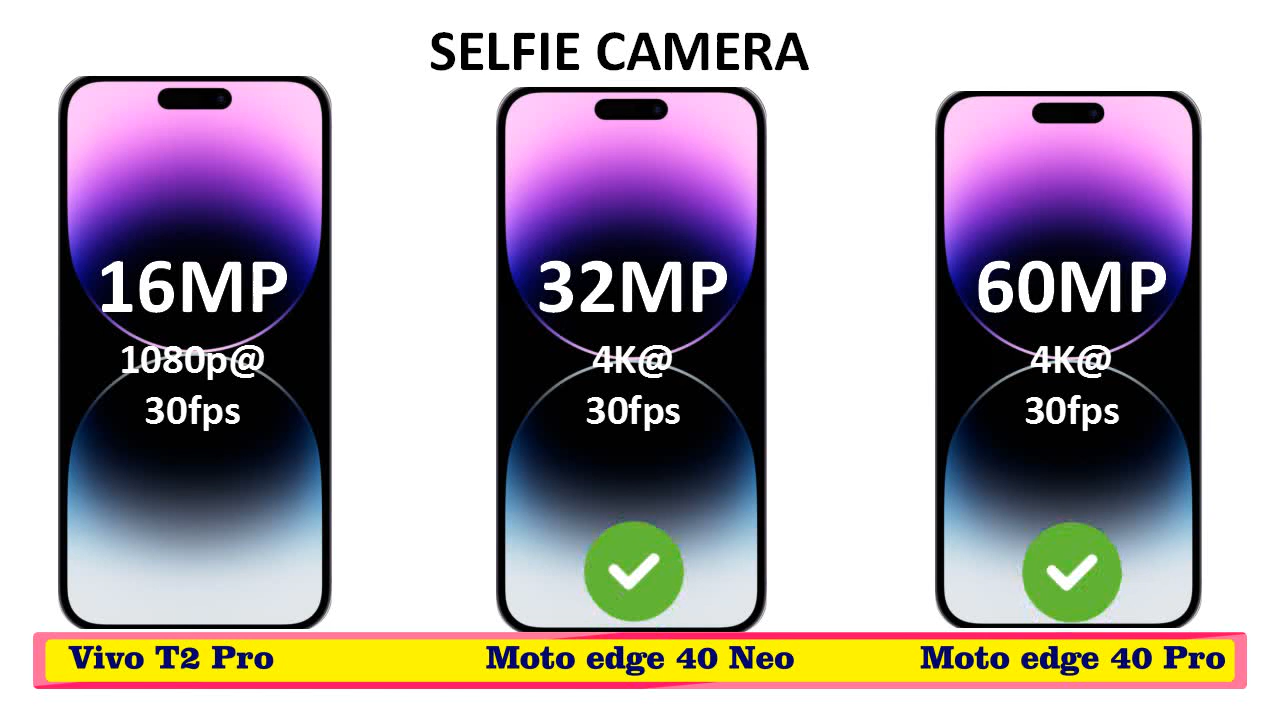 SELFIE CAMERA
16MP
1080p@
30fps
32MP
4K@
30fps
60MP
4K@
30fps
Vivo T2 Pro
Moto edge 40 Neo
Moto edge 40 Pro